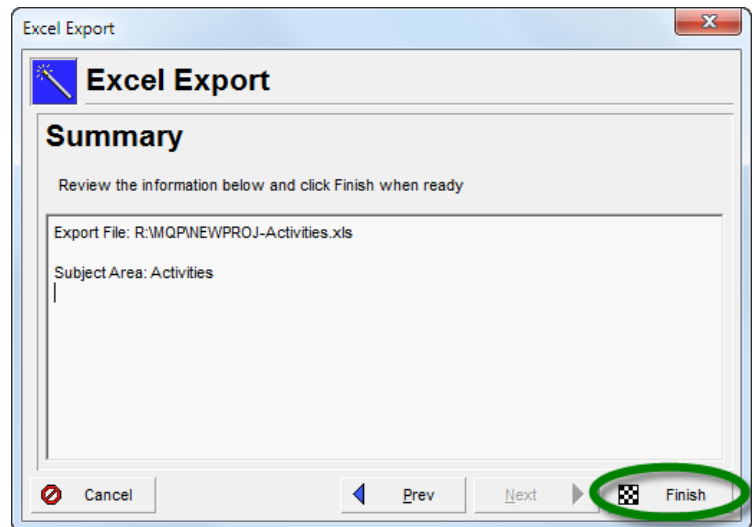 Excel Export
Excel Export
Summary
Review the information below and click Finish when ready
Export File: R:\MQP\NEWPROJ-Activities.xls
Subject Area: Activities
Cancel
Prev
Next
Finish